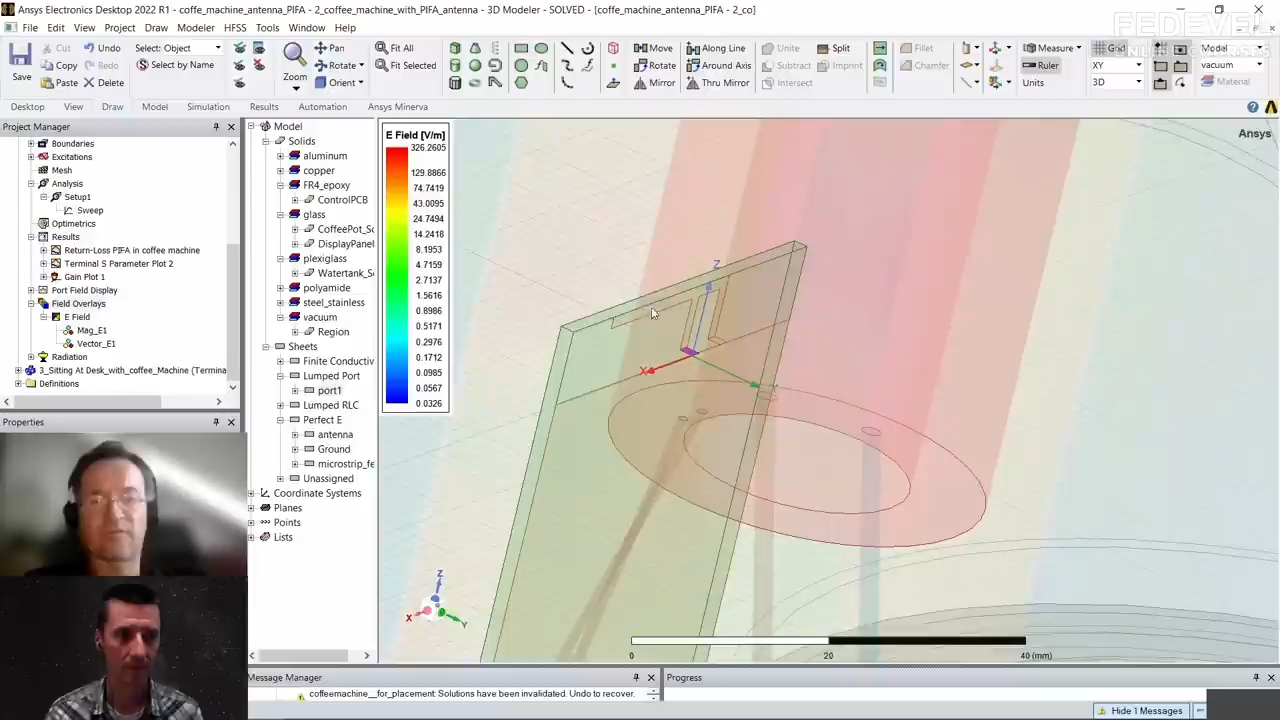 Ansys Electronics Desktop 2022 R1 - coffe_machine_antenna_PIFA - 2_coffee_machine_with_PIFA_antenna - 3D Modeler - SOLVED - [coffe_machine_antenna_PIFA - 2_co]
FEDEVEL
File Edit View Project Draw Modeler HFSS Tools Window Help
Save
Cut Undo
Copy Redo
Paste Delete
Select: Object
Select by Name
Zoom
Pan
Rotate
Orient
Fit All
Fit Selected
Move Along Line
Rotate Around Axis
Mirror Thru Mirror
Unite Split
Subtract Imprint
Intersect
Fillet
Chamfer
Measure
Ruler
Units
Grid
XY
3D
Model
vacuum
Material
Desktop View Draw Model Simulation Results Automation Ansys Minerva
Project Manager
Boundaries
Excitations
Mesh
Analysis
Setup1
Sweep
Optimetrics
Results
Return-Loss PIFA in coffee machine
Terminal S Parameter Plot 2
Gain Plot 1
Port Field Display
Field Overlays
E Field
Mag_E1
Vector_E1
Radiation
3_Sitting At Desk_with_coffee_Machine (Termina
Definitions
Properties
Model
Solids
aluminum
copper
FR4_epoxy
ControlPCB
glass
CoffeePot_Sc
DisplayPanel
plexiglass
Watertank_Sc
polyamide
steel_stainless
vacuum
Region
Sheets
Finite Conductiv
Lumped Port
port1
Lumped RLC
Perfect E
antenna
Ground
microstrip_fe
Unassigned
Coordinate Systems
Planes
Points
Lists
E Field [V/m]
326.2605
129.8866
74.7419
43.0095
24.7494
14.2418
8.1953
4.7159
2.7137
1.5616
0.8986
0.5171
0.2976
0.1712
0.0985
0.0567
0.0326
Ansys
Z
X
Y
Z
X
Y
0 20 40 (mm)
Message Manager
coffeemachine__for_placement: Solutions have been invalidated. Undo to recover.
Progress
Hide 1 Messages